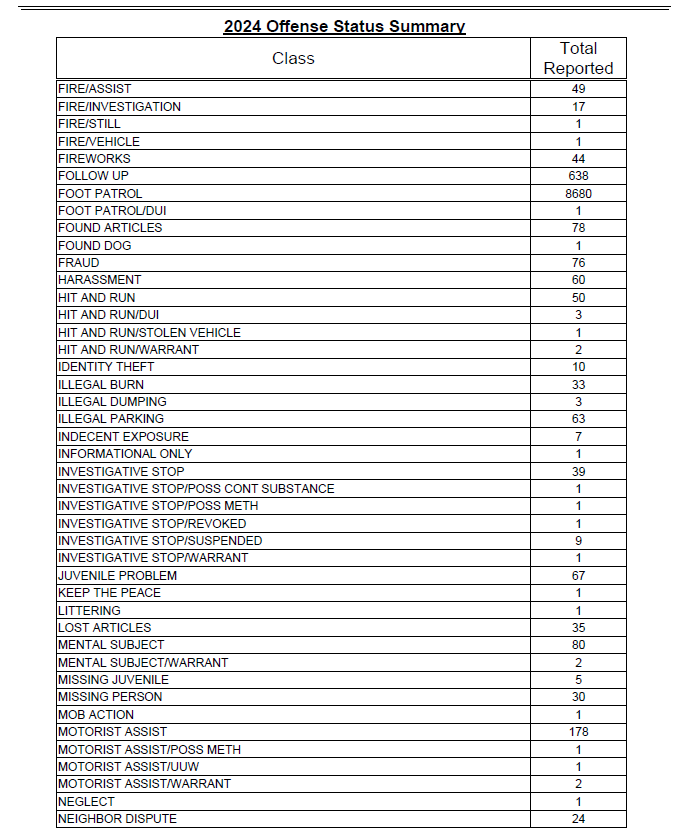 2024 Offense Status Summary
Class
Total
Reported
FIRE/ASSIST 49
FIRE/INVESTIGATION 17
FIRE/STILL 1
FIRE/VEHICLE 1
FIREWORKS 44
FOLLOW UP 638
FOOT PATROL 8680
FOOT PATROL/DUI 1
FOUND ARTICLES 78
FOUND DOG 1
FRAUD 76
HARASSMENT 60
HIT AND RUN 50
HIT AND RUN/DUI 3
HIT AND RUN/STOLEN VEHICLE 1
HIT AND RUN/WARRANT 2
IDENTITY THEFT 10
ILLEGAL BURN 33
ILLEGAL DUMPING 3
ILLEGAL PARKING 63
INDECENT EXPOSURE 7
INFORMATIONAL ONLY 1
INVESTIGATIVE STOP 39
INVESTIGATIVE STOP/POSS CONT SUBSTANCE 1
INVESTIGATIVE STOP/POSS METH 1
INVESTIGATIVE STOP/REVOKED 1
INVESTIGATIVE STOP/SUSPENDED 9
INVESTIGATIVE STOP/WARRANT 1
JUVENILE PROBLEM 67
KEEP THE PEACE 1
LITTERING 1
LOST ARTICLES 35
MENTAL SUBJECT 80
MENTAL SUBJECT/WARRANT 2
MISSING JUVENILE 5
MISSING PERSON 30
MOB ACTION 1
MOTORIST ASSIST 178
MOTORIST ASSIST/POSS METH 1
MOTORIST ASSIST/UUW 1
MOTORIST ASSIST/WARRANT 2
NEGLECT 1
NEIGHBOR DISPUTE 24